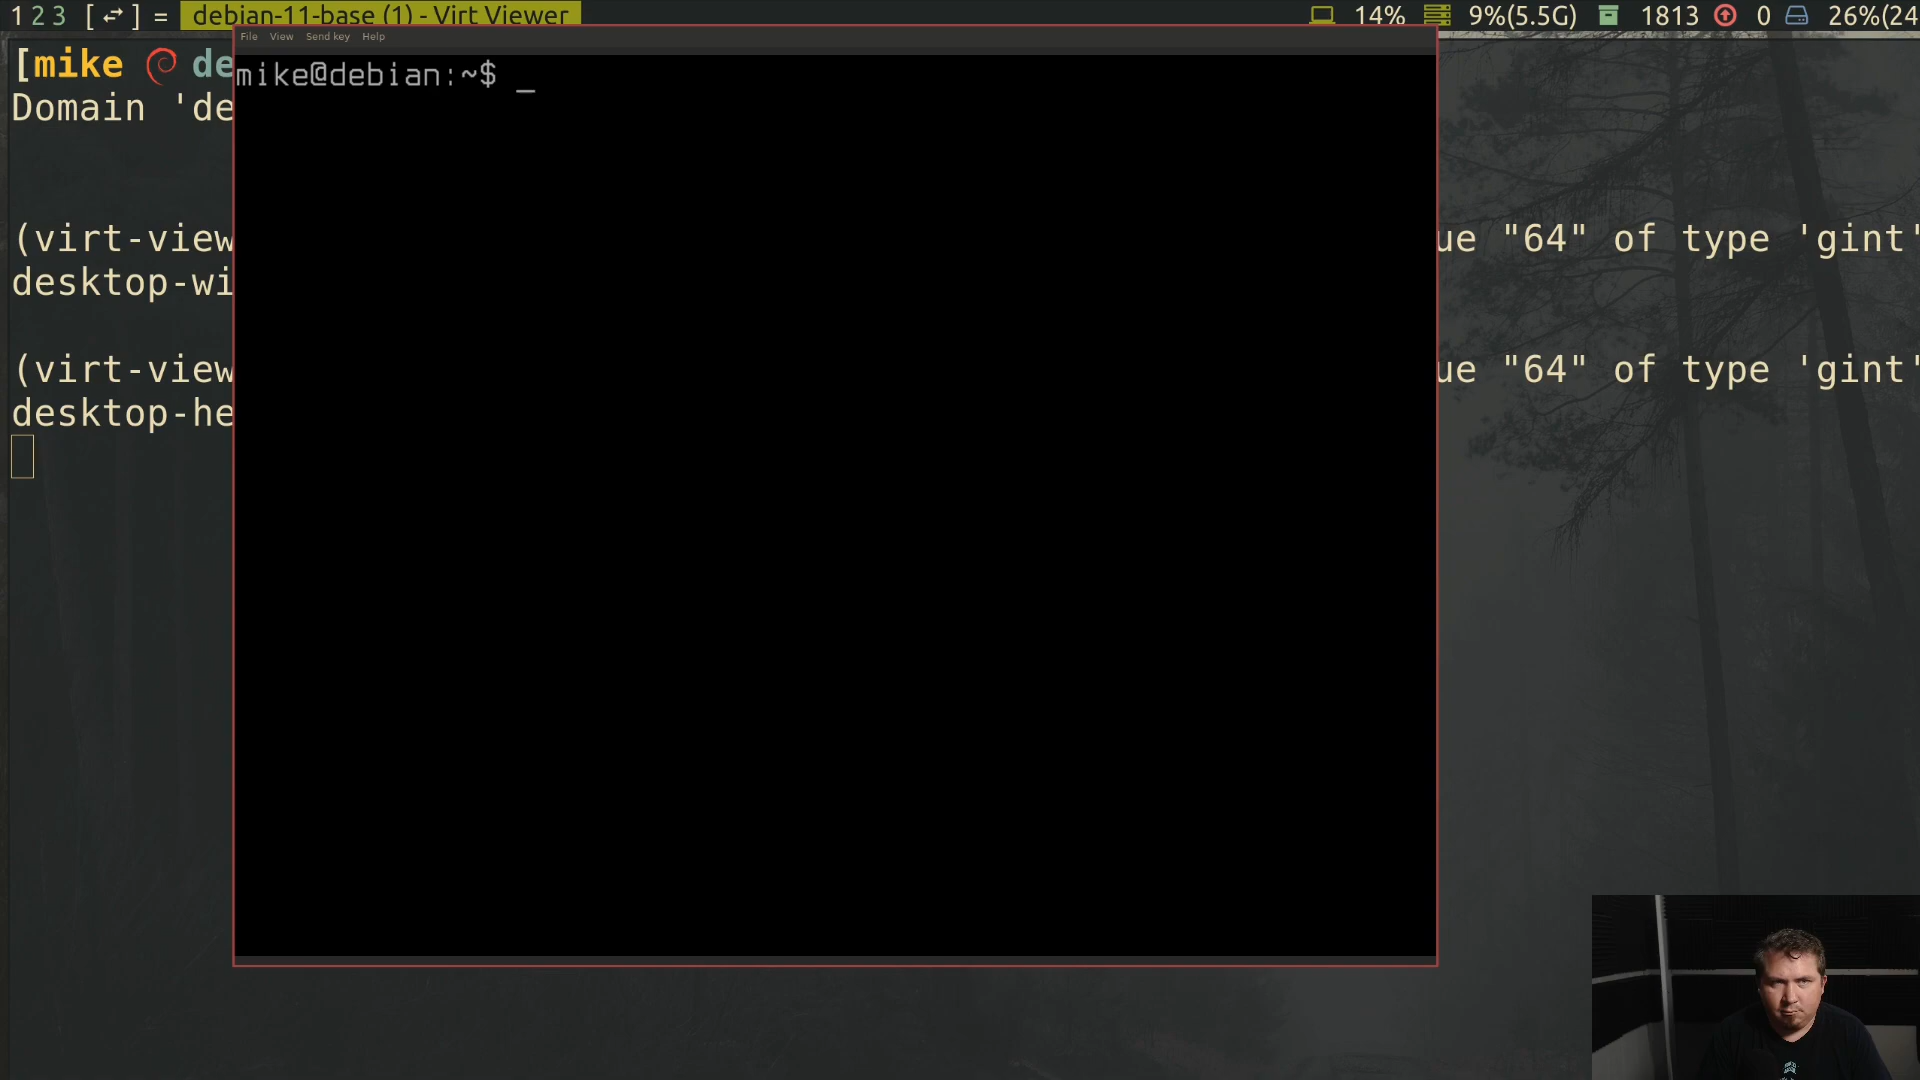 1 2 3 [ ] = debian-11-base (1) - Virt Viewer 14% 9%(5.5G) 1813 0 26%(24
File View Send key Help
[mike de
mike@debian:~$ _
Domain 'de
(virt-view ue "64" of type 'gint'
desktop-wi
(virt-view ue "64" of type 'gint'
desktop-he